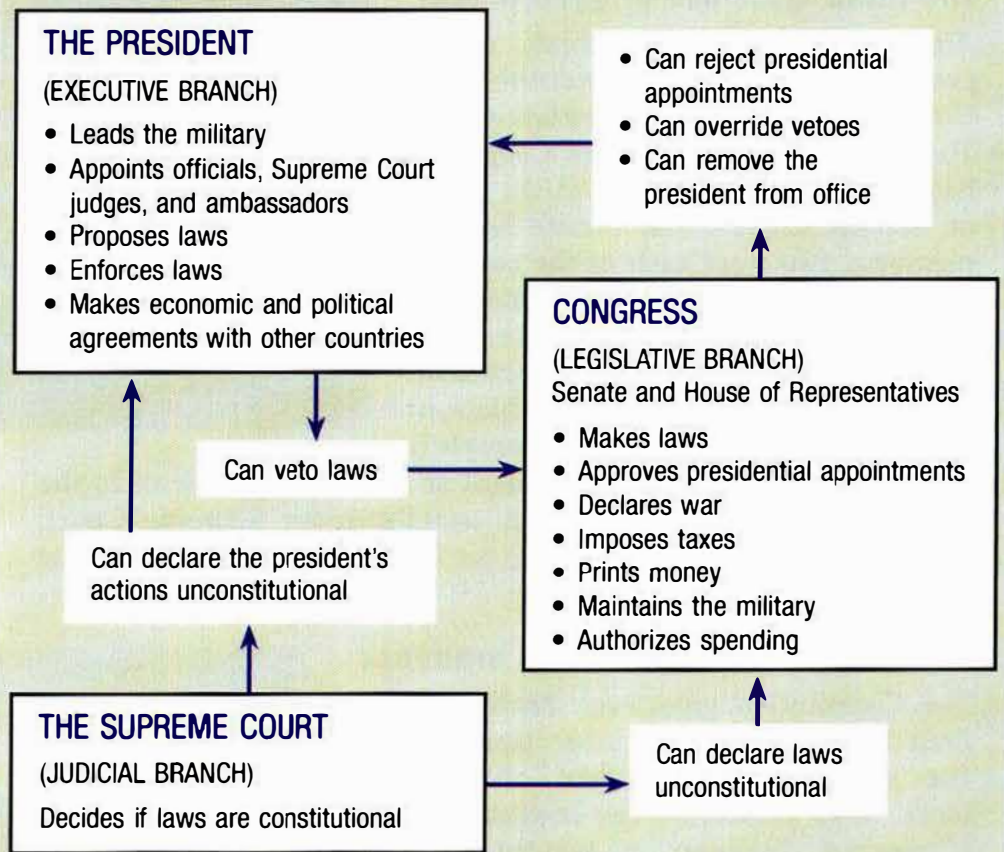 THE PRESIDENT
(EXECUTIVE BRANCH)
• Leads the military
• Appoints officials, Supreme Court
judges, and ambassadors
• Proposes laws
• Enforces laws
• Makes economic and political
agreements with other countries
• Can reject presidential
appointments
• Can override vetoes
• Can remove the
president from office
Can veto laws
CONGRESS
(LEGISLATIVE BRANCH)
Senate and House of Representatives
• Makes laws
• Approves presidential appointments
• Declares war
• Imposes taxes
• Prints money
• Maintains the military
• Authorizes spending
Can declare the president's
actions unconstitutional
THE SUPREME COURT
(JUDICIAL BRANCH)
Decides if laws are constitutional
Can declare laws
unconstitutional